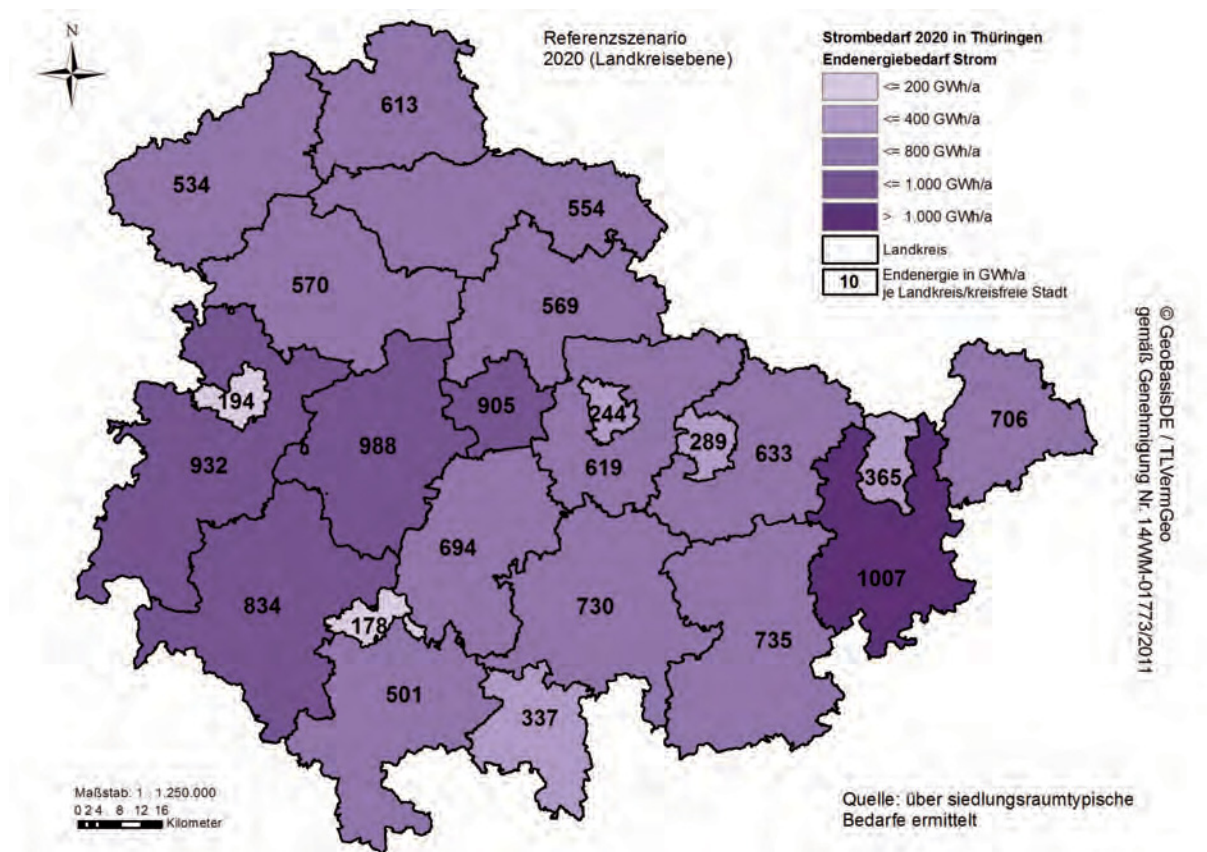 N
Referenzszenario
2020 (Landkreisebene)
Strombedarf 2020 in Thüringen
Endenergiebedarf Strom
<= 200 GWh/a
<= 400 GWh/a
<= 800 GWh/a
<= 1.000 GWh/a
> 1.000 GWh/a
Landkreis
10 Endenergie in GWh/a
je Landkreis/kreisfreie Stadt
613
534
554
570
569
194
905
244
706
932
988
289
633
619
365
694
1007
834
730
178
735
501
337
Maßstab: 1 : 1.250.000
0 2 4 8 12 16
Kilometer
Quelle: über siedlungsraumtypische
Bedarfe ermittelt
© GeoBasisDE / TLVermGeo
gemäß Genehmigung Nr. 14/WM-01773/2011